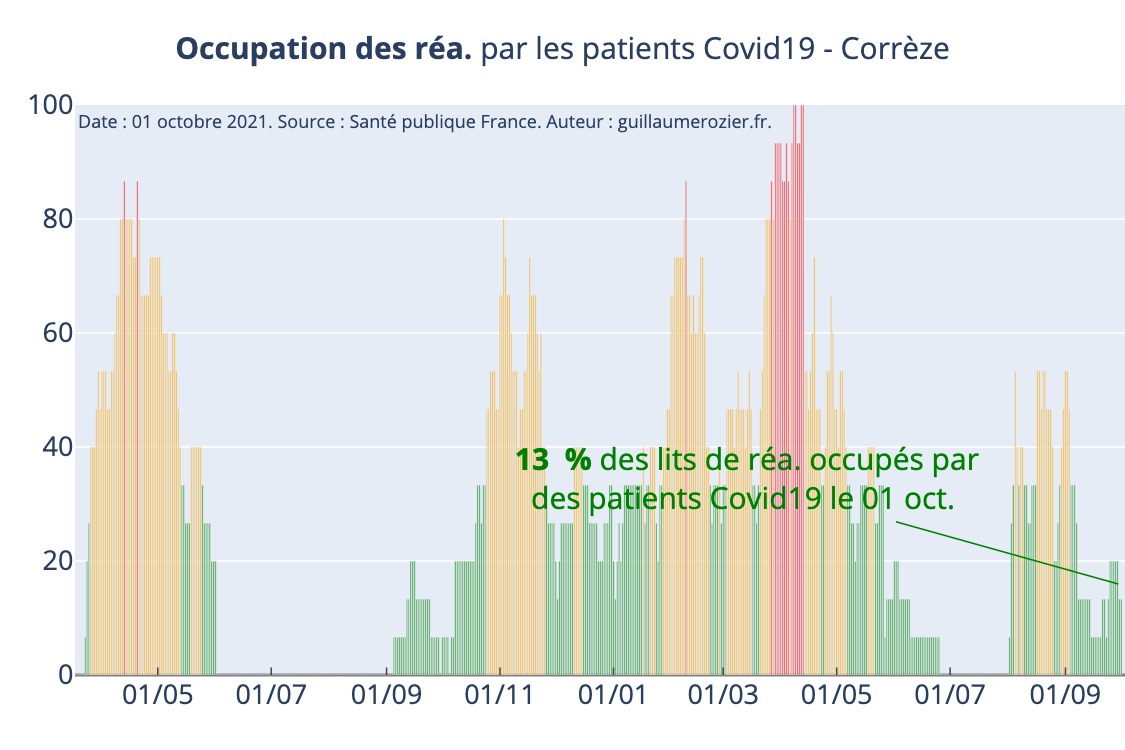 Occupation des réa. par les patients Covid19 - Corrèze
100
Date : 01 octobre 2021. Source : Santé publique France. Auteur : guillaumerozier.fr.
80
60
40
13 % des lits de réa. occupés par
des patients Covid19 le 01 oct.
20
0
01/05 01/07 01/09 01/11 01/01 01/03 01/05 01/07 01/09